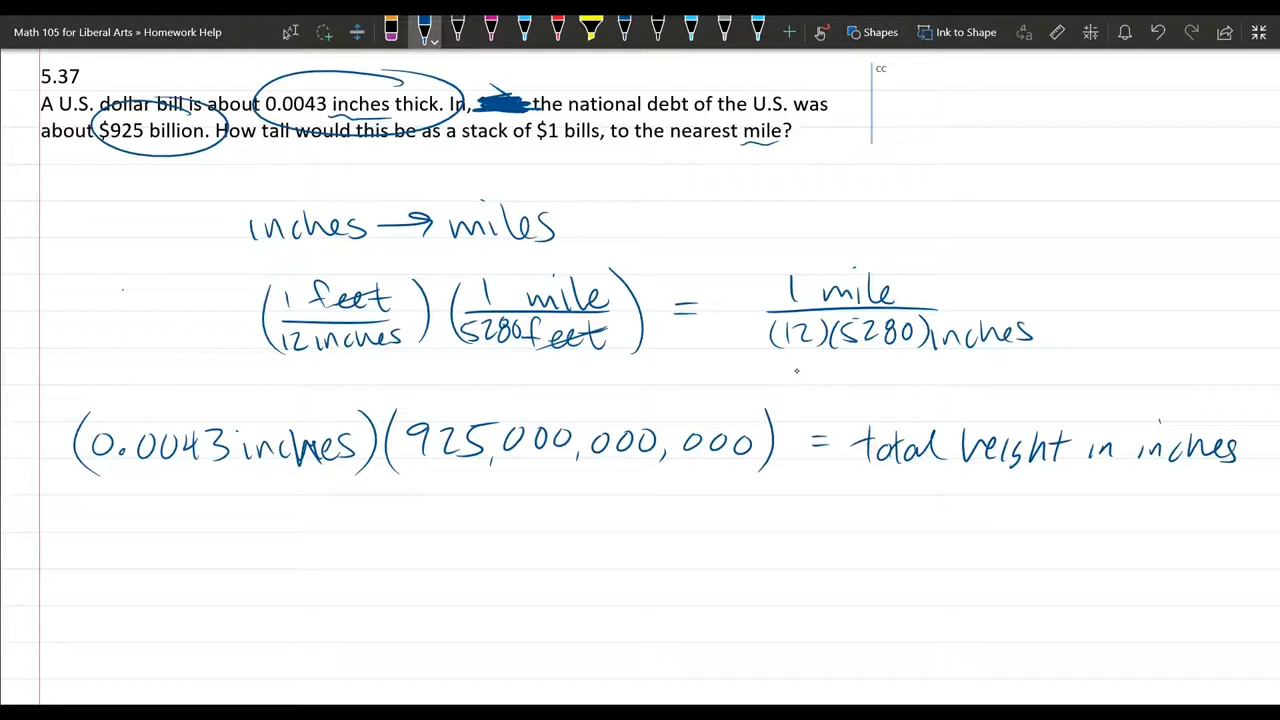 Math 105 for Liberal Arts » Homework Help
Shapes
Ink to Shape
cc
5.37
A U.S. dollar bill is about 0.0043 inches thick. In, the national debt of the U.S. was
about $925 billion. How tall would this be as a stack of $1 bills, to the nearest mile?
inches → miles
(1 feet / 12 inches) (1 mile / 5280 feet) = 1 mile / (12)(5280) inches
(0.0043 inches)(925,000,000,000) = total height in inches